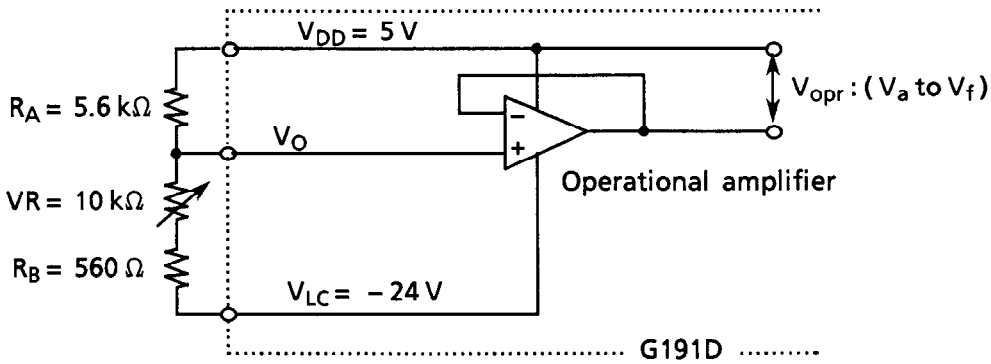 V_DD = 5 V
R_A = 5.6 kΩ
V_opr : ( V_a to V_f )
V_O
−
+
Operational amplifier
VR = 10 kΩ
R_B = 560 Ω
V_LC = − 24 V
G191D